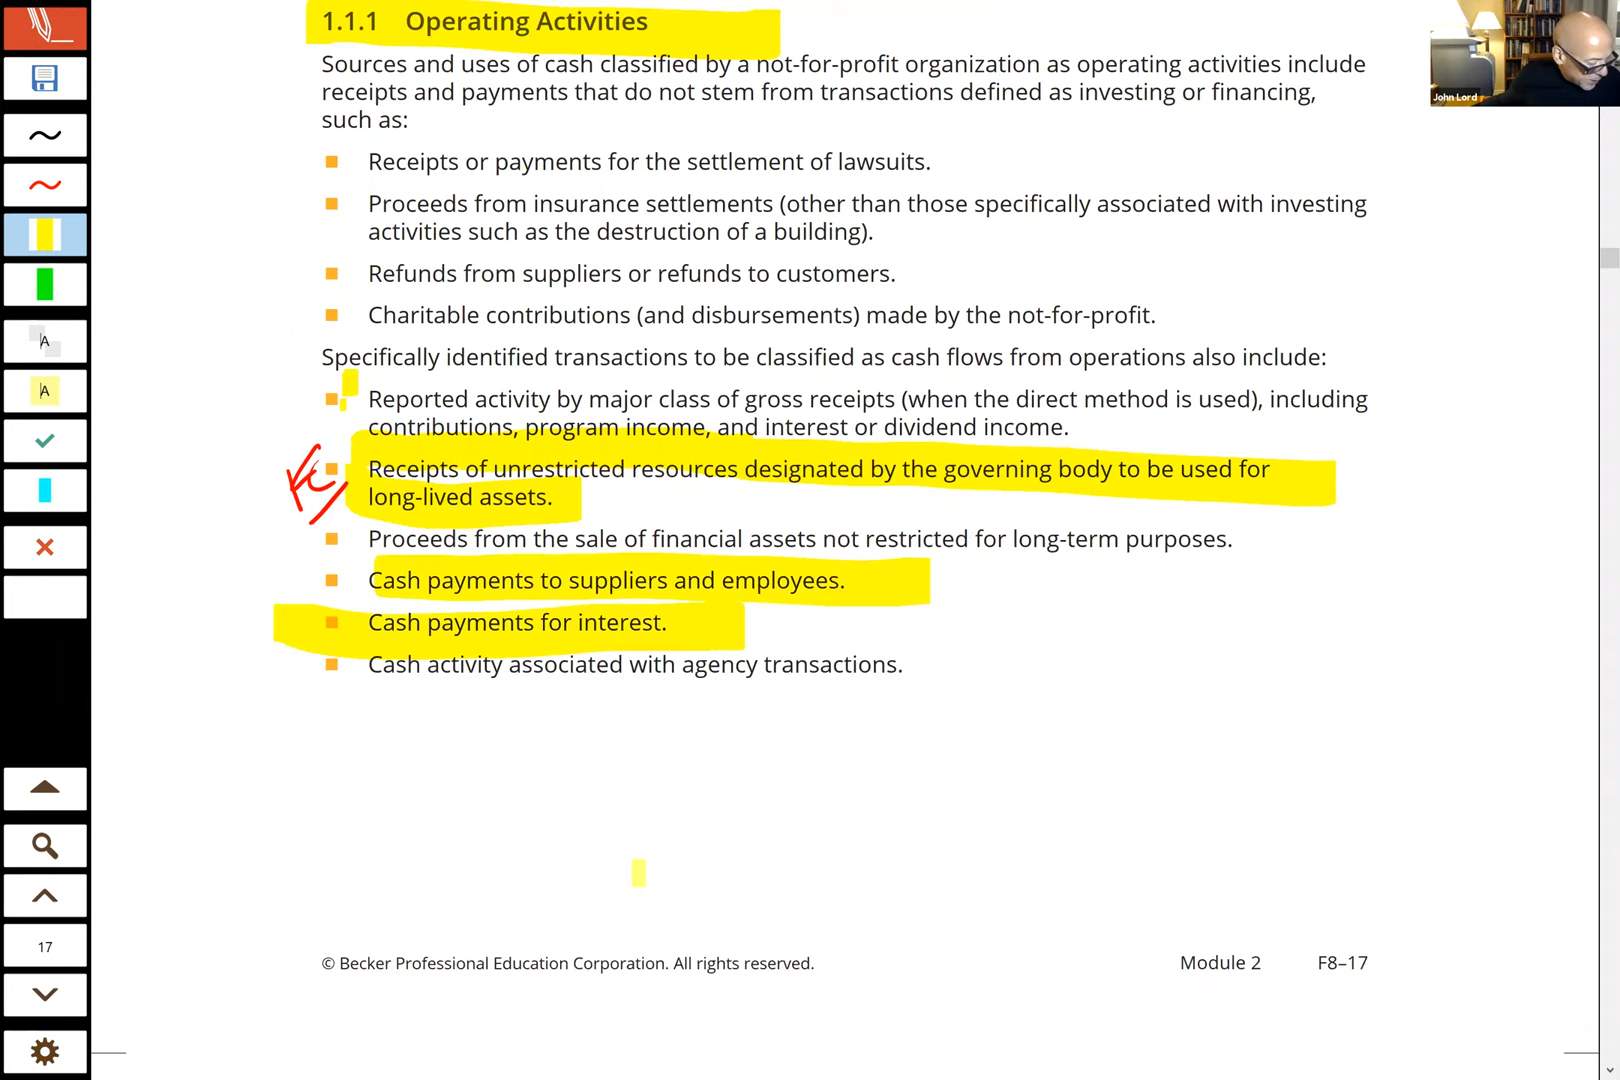 1.1.1 Operating Activities
Sources and uses of cash classified by a not-for-profit organization as operating activities include
receipts and payments that do not stem from transactions defined as investing or financing,
such as:
Receipts or payments for the settlement of lawsuits.
Proceeds from insurance settlements (other than those specifically associated with investing
activities such as the destruction of a building).
Refunds from suppliers or refunds to customers.
Charitable contributions (and disbursements) made by the not-for-profit.
Specifically identified transactions to be classified as cash flows from operations also include:
Reported activity by major class of gross receipts (when the direct method is used), including
contributions, program income, and interest or dividend income.
Receipts of unrestricted resources designated by the governing body to be used for
long-lived assets.
Proceeds from the sale of financial assets not restricted for long-term purposes.
Cash payments to suppliers and employees.
Cash payments for interest.
Cash activity associated with agency transactions.
© Becker Professional Education Corporation. All rights reserved.
Module 2 F8–17
John Lord
A
A
17